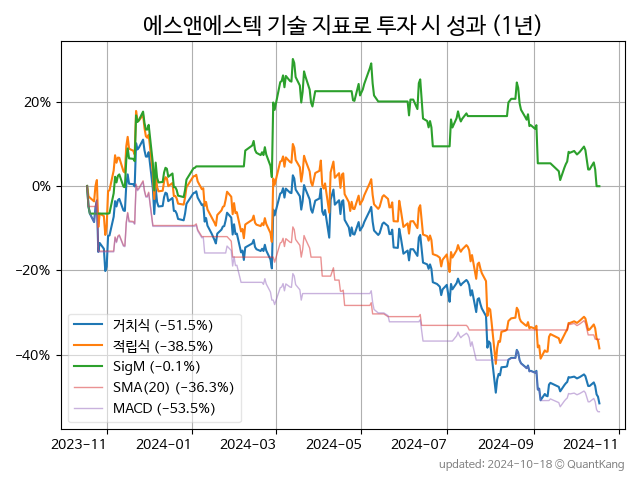 에스앤에스텍 기술 지표로 투자 시 성과 (1년)
20%
0%
−20%
−40%
거치식 (−51.5%)
적립식 (−38.5%)
SigM (−0.1%)
SMA(20) (−36.3%)
MACD (−53.5%)
2023-11 2024-01 2024-03 2024-05 2024-07 2024-09 2024-11
updated: 2024-10-18 © QuantKang